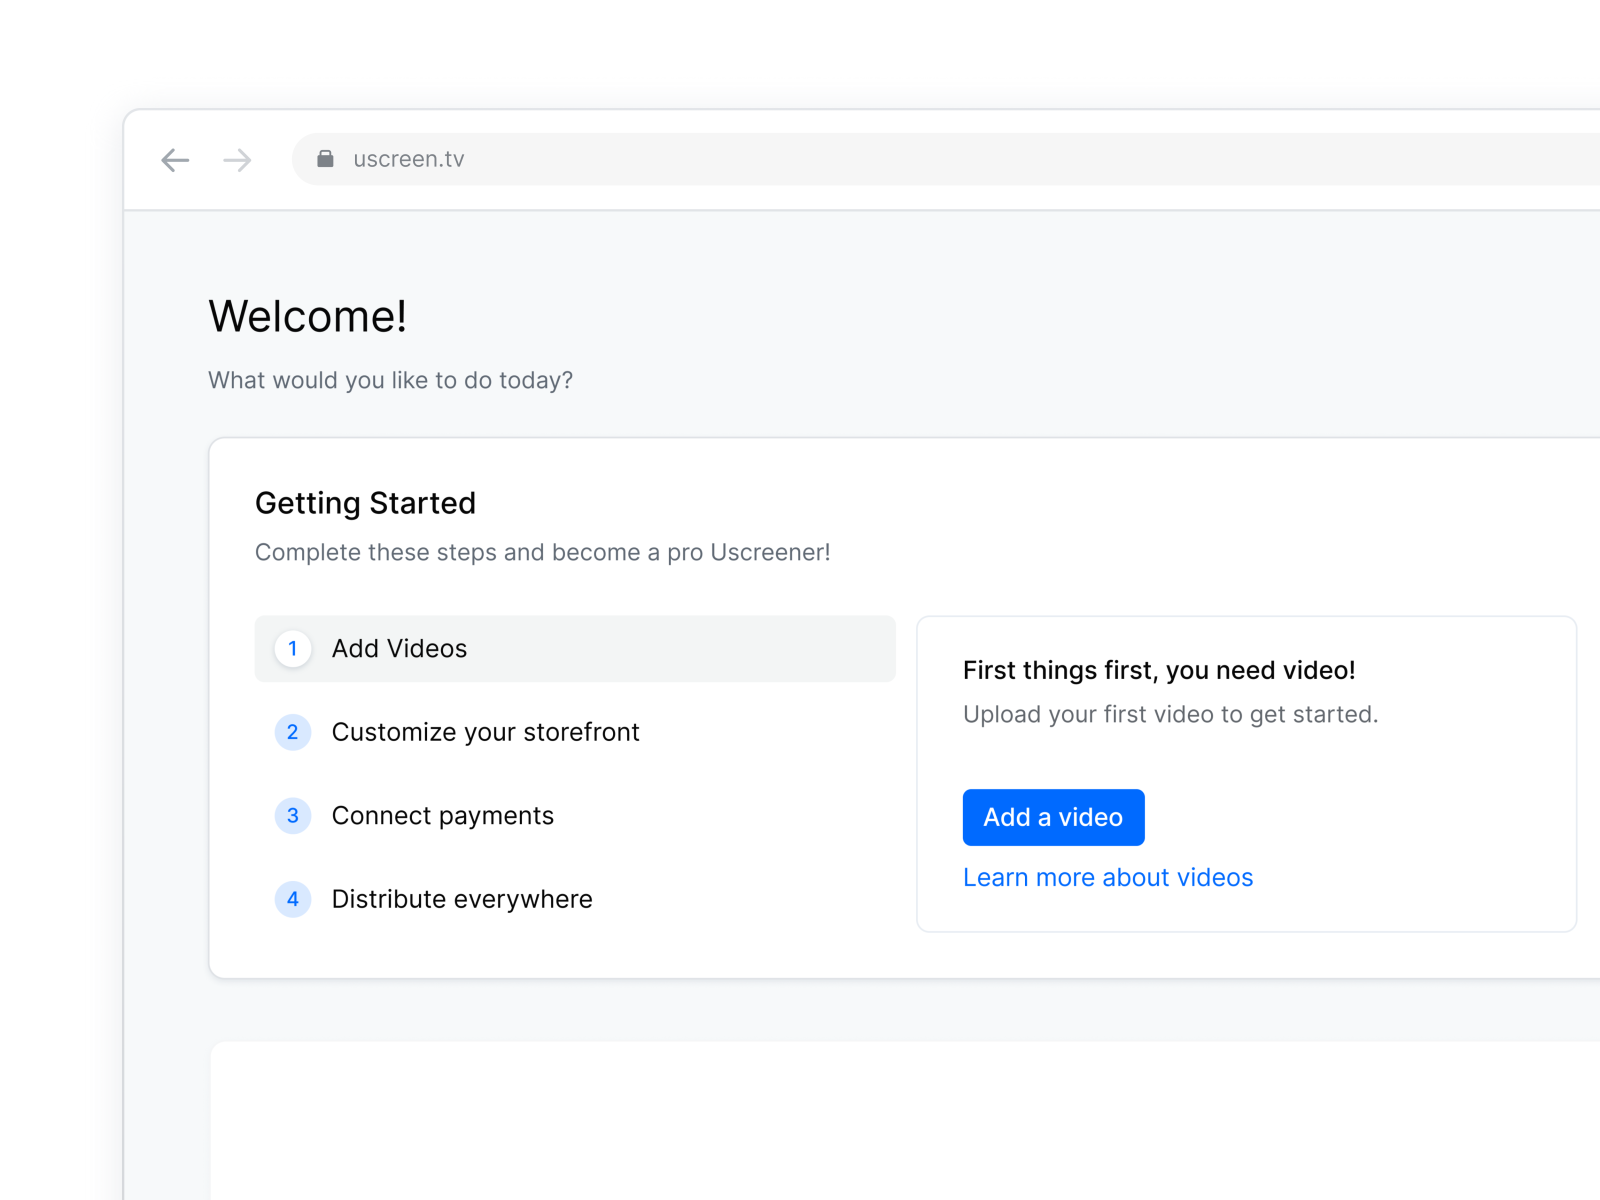 uscreen.tv
Welcome!
What would you like to do today?
Getting Started
Complete these steps and become a pro Uscreener!
1 Add Videos
2 Customize your storefront
3 Connect payments
4 Distribute everywhere
First things first, you need video!
Upload your first video to get started.
Add a video
Learn more about videos